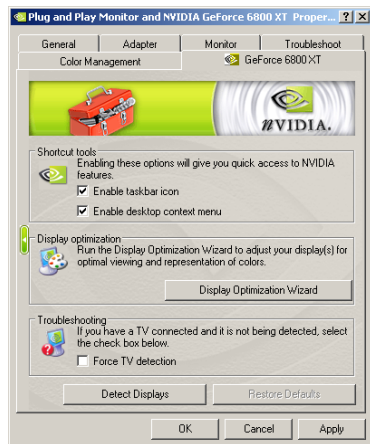 Plug and Play Monitor and NVIDIA GeForce 6800 XT Proper...
General Adapter Monitor Troubleshoot
Color Management GeForce 6800 XT
NVIDIA.
Shortcut tools
Enabling these options will give you quick access to NVIDIA
features.
Enable taskbar icon
Enable desktop context menu
Display optimization
Run the Display Optimization Wizard to adjust your display(s) for
optimal viewing and representation of colors.
Display Optimization Wizard
Troubleshooting
If you have a TV connected and it is not being detected, select
the check box below.
Force TV detection
Detect Displays Restore Defaults
OK Cancel Apply